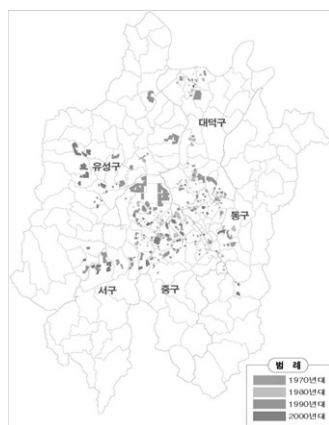 대덕구
유성구
동구
서구
중구
범 례
1970년대
1980년대
1990년대
2000년대